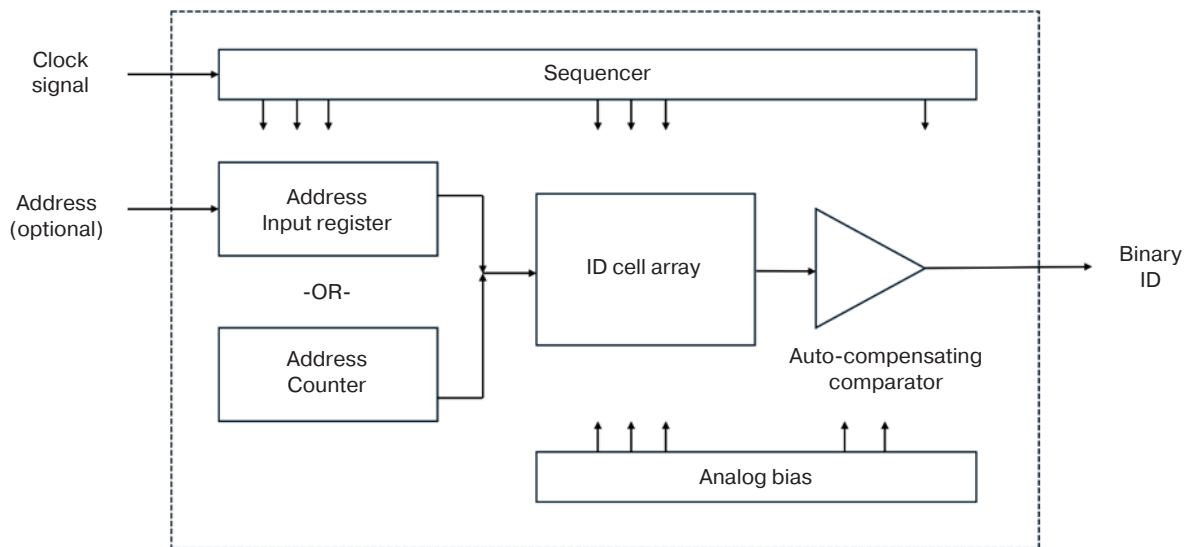 Clock
signal
Sequencer
Address
(optional)
Address
Input register
-OR-
Address
Counter
ID cell array
Auto-compensating
comparator
Binary
ID
Analog bias